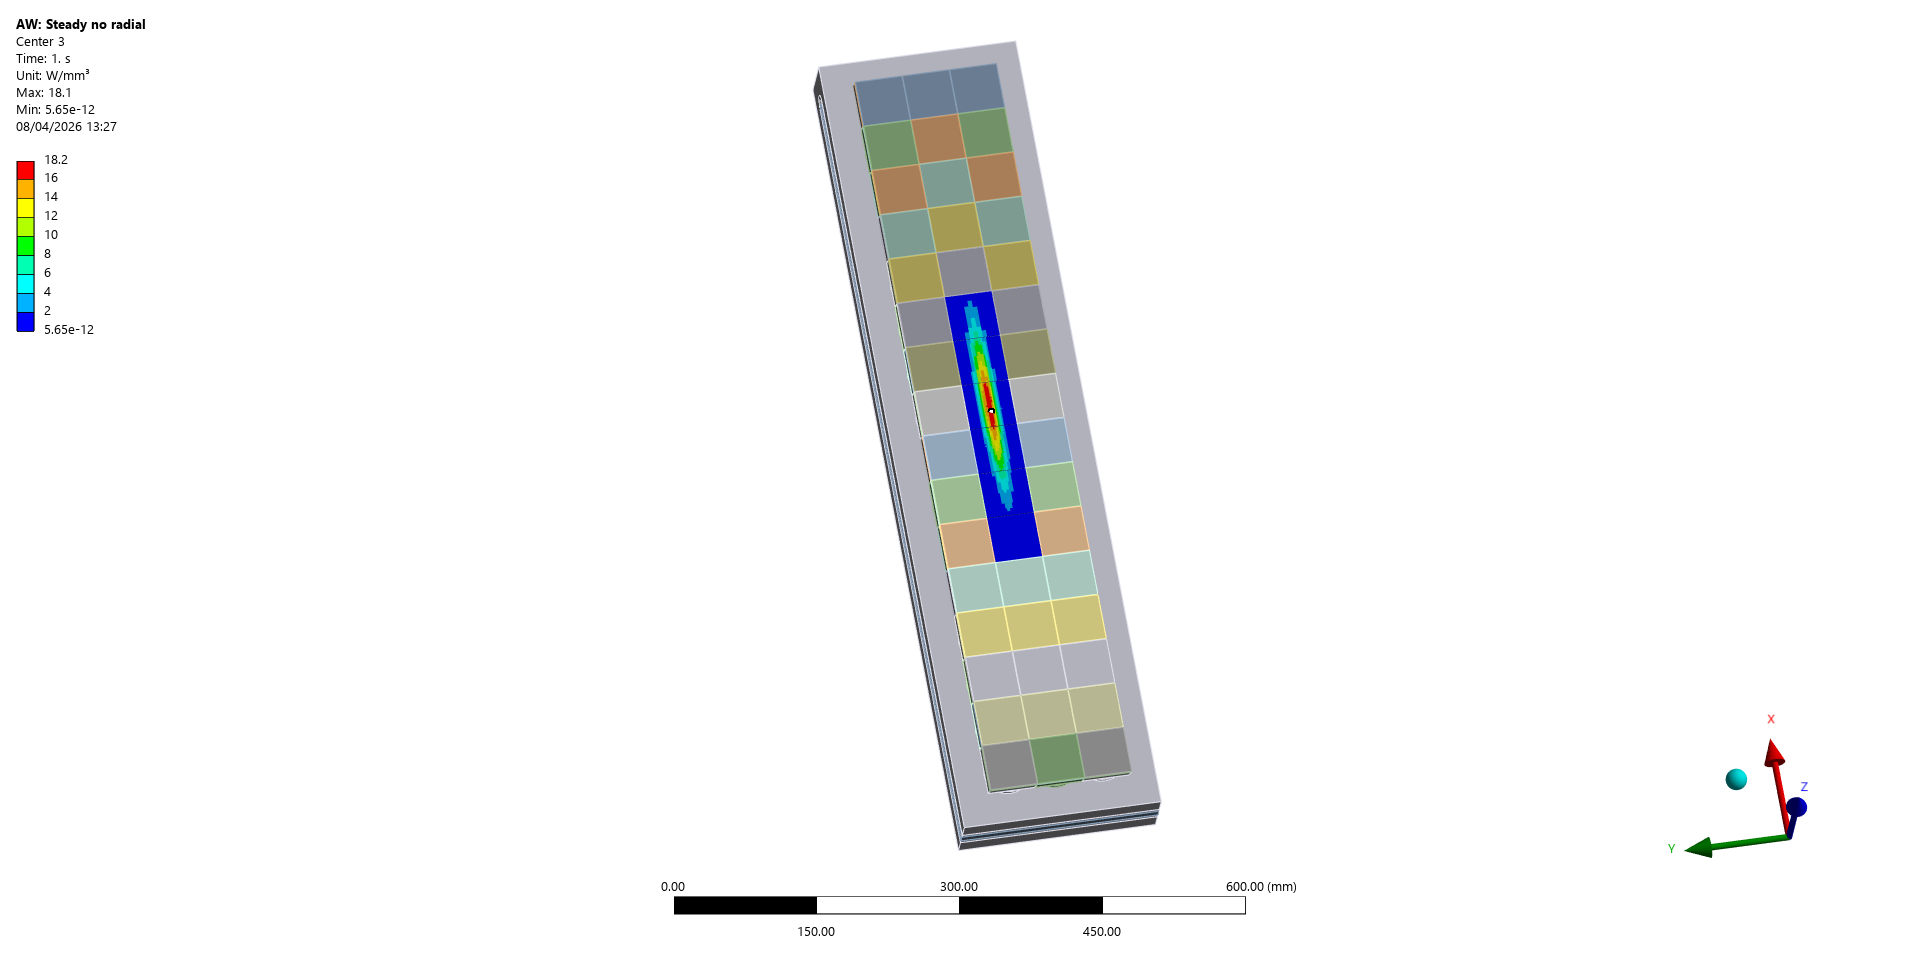 AW: Steady no radial
Center 3
Time: 1. s
Unit: W/mm³
Max: 18.1
Min: 5.65e-12
08/04/2026 13:27
18.2
16
14
12
10
8
6
4
2
5.65e-12
X
Z
Y
0.00 300.00 600.00 (mm)
150.00 450.00